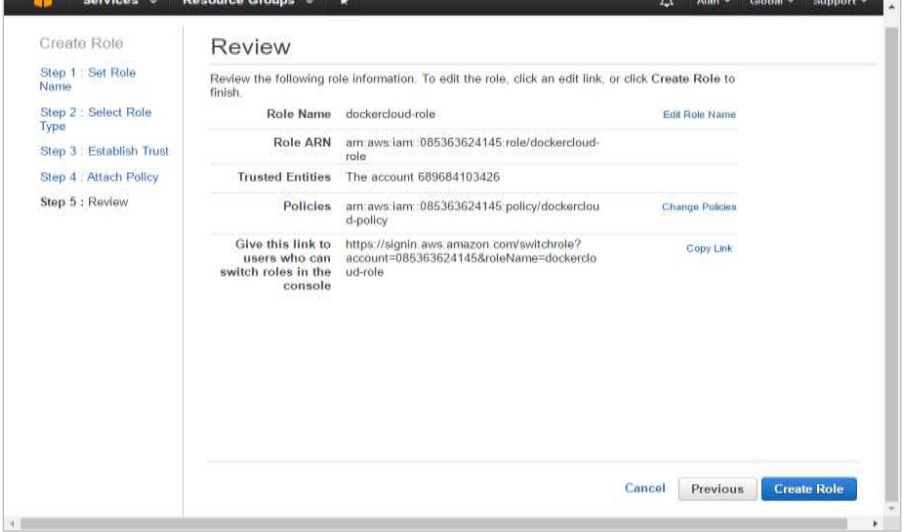 Services Resource Groups Alan Global Support
Create Role
Step 1 : Set Role
Name
Step 2 : Select Role
Type
Step 3 : Establish Trust
Step 4 : Attach Policy
Step 5 : Review
Review
Review the following role information. To edit the role, click an edit link, or click Create Role to
finish.
Role Name dockercloud-role Edit Role Name
Role ARN arn:aws:iam::085363624145:role/dockercloud-
role
Trusted Entities The account 689684103426
Policies arn:aws:iam::085363624145:policy/dockerclou Change Policies
d-policy
Give this link to https://signin.aws.amazon.com/switchrole?
users who can account=085363624145&roleName=dockerclo Copy Link
switch roles in the ud-role
console
Cancel Previous Create Role